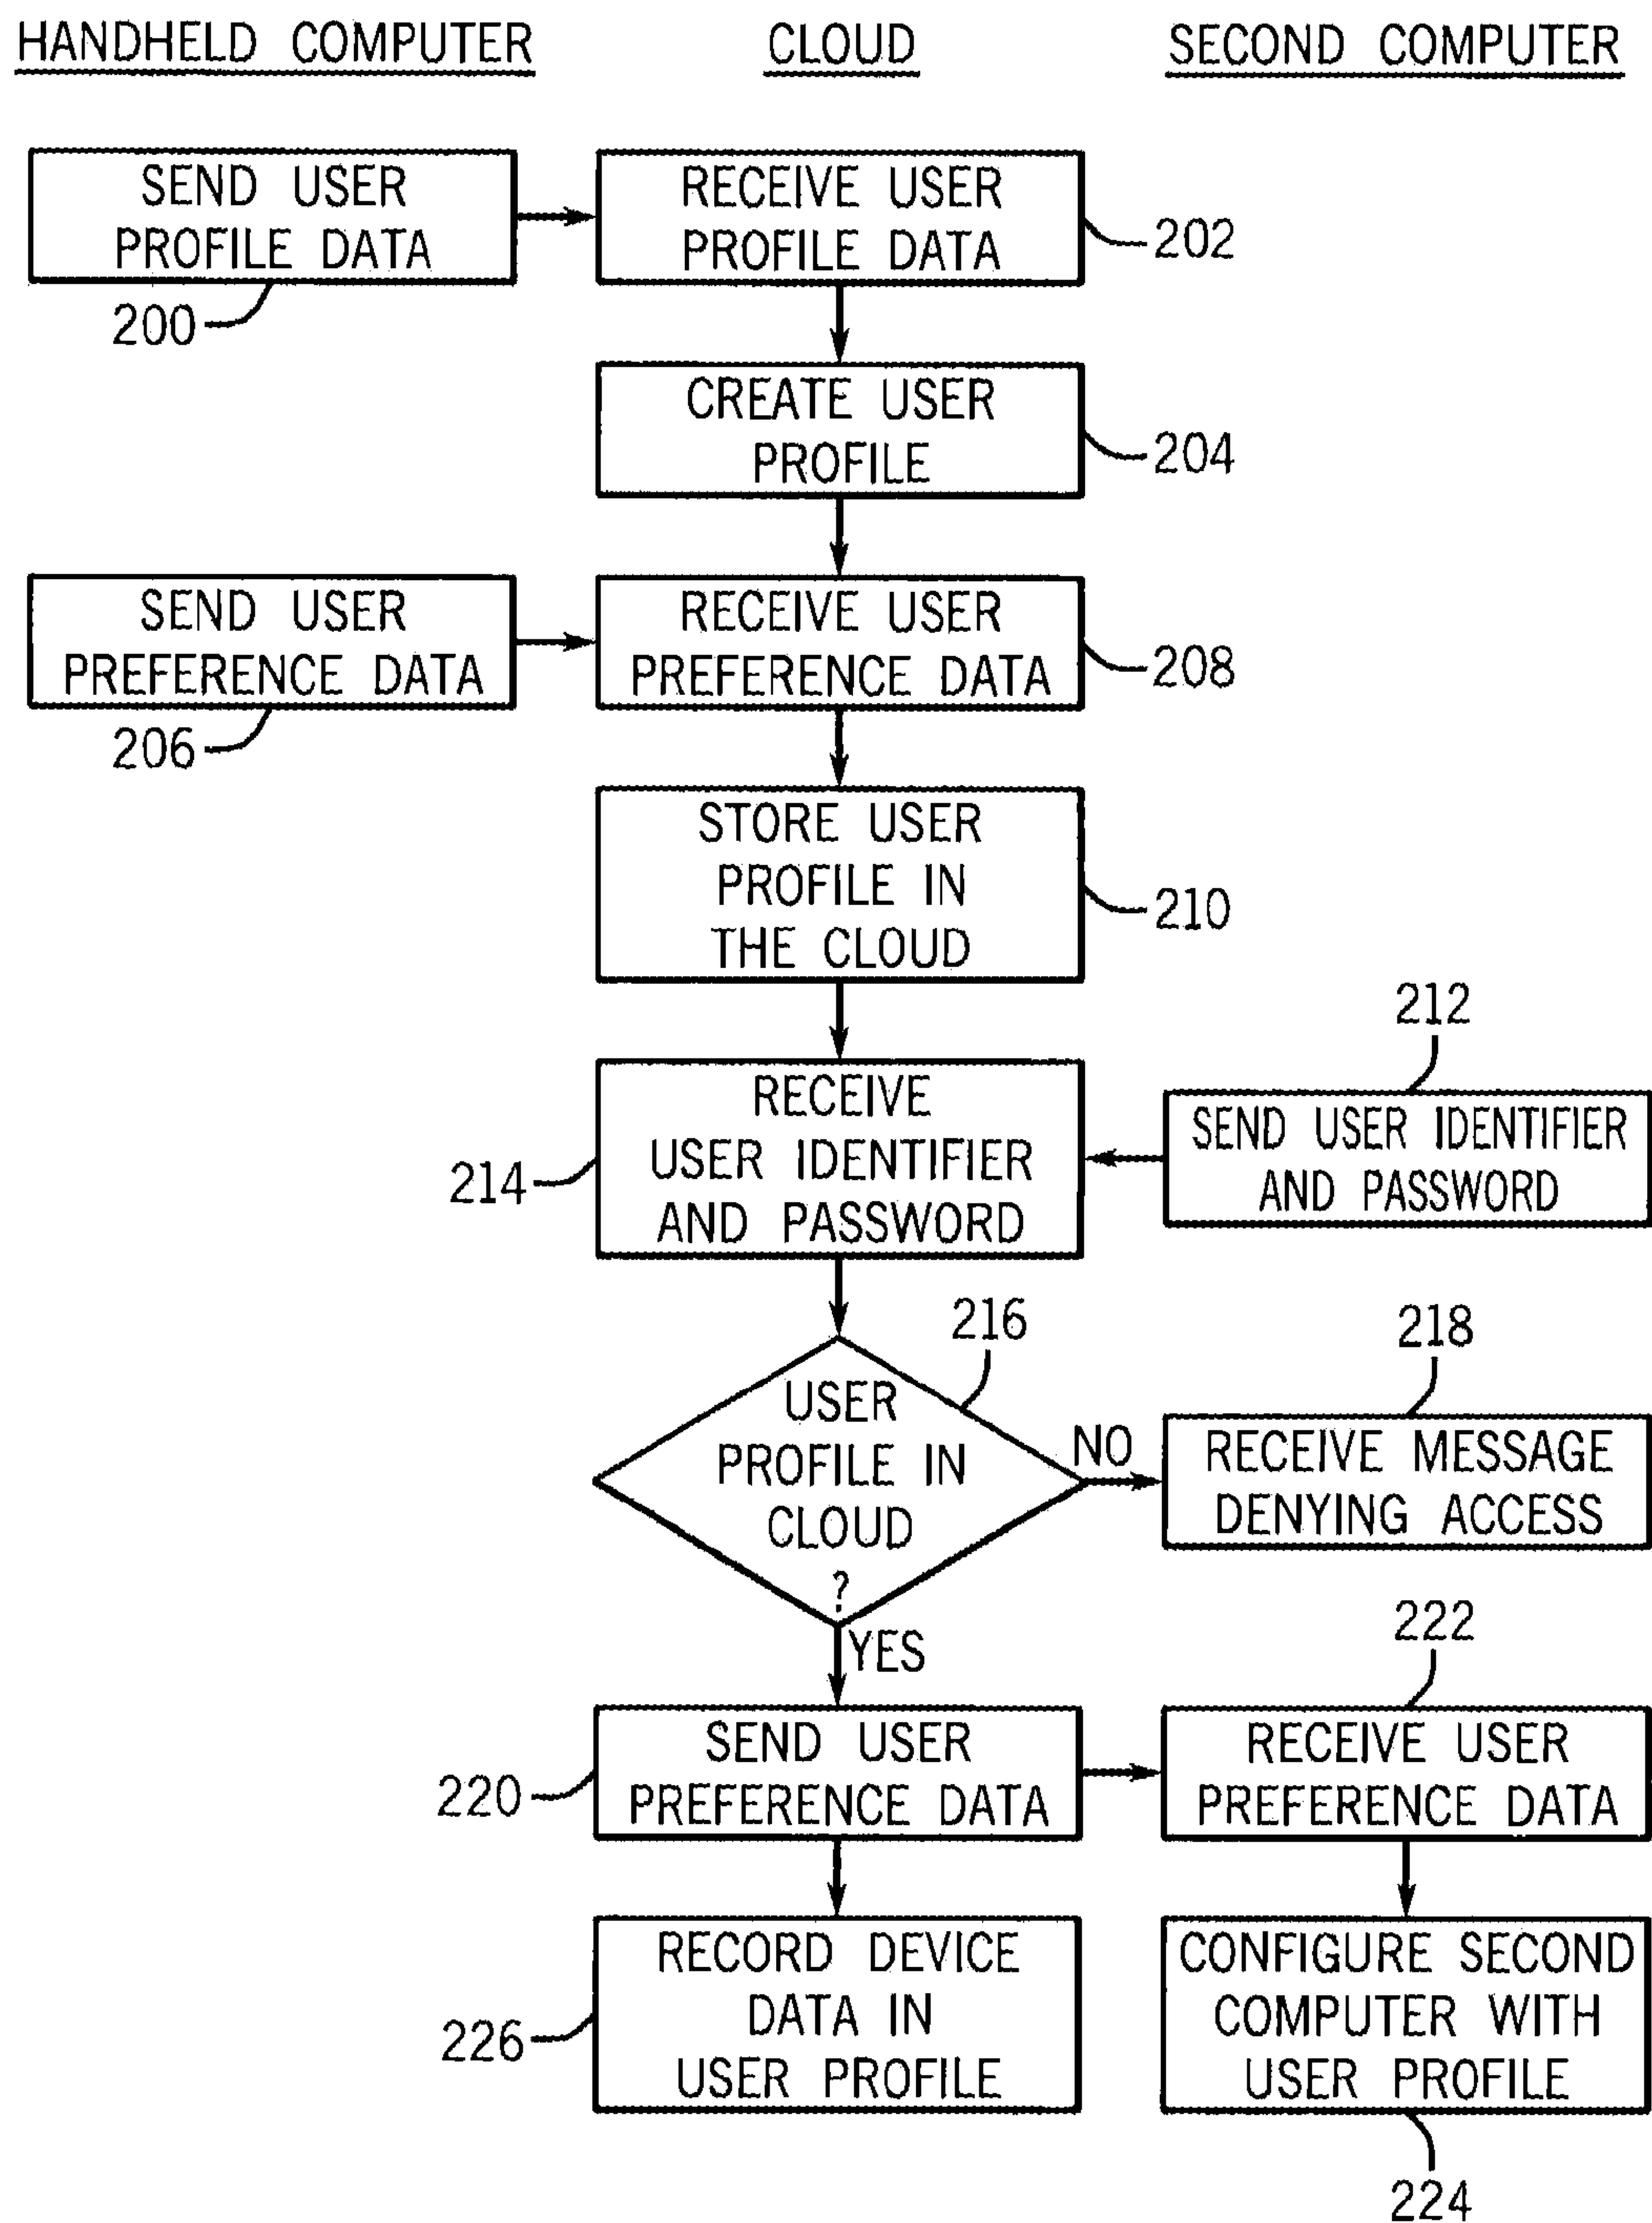 HANDHELD COMPUTER
CLOUD
SECOND COMPUTER
SEND USER
PROFILE DATA
200
RECEIVE USER
PROFILE DATA
202
CREATE USER
PROFILE
204
SEND USER
PREFERENCE DATA
206
RECEIVE USER
PREFERENCE DATA
208
STORE USER
PROFILE IN
THE CLOUD
210
212
SEND USER IDENTIFIER
AND PASSWORD
RECEIVE
USER IDENTIFIER
AND PASSWORD
214
216
USER
PROFILE IN
CLOUD
?
NO
YES
218
RECEIVE MESSAGE
DENYING ACCESS
220
SEND USER
PREFERENCE DATA
222
RECEIVE USER
PREFERENCE DATA
226
RECORD DEVICE
DATA IN
USER PROFILE
CONFIGURE SECOND
COMPUTER WITH
USER PROFILE
224